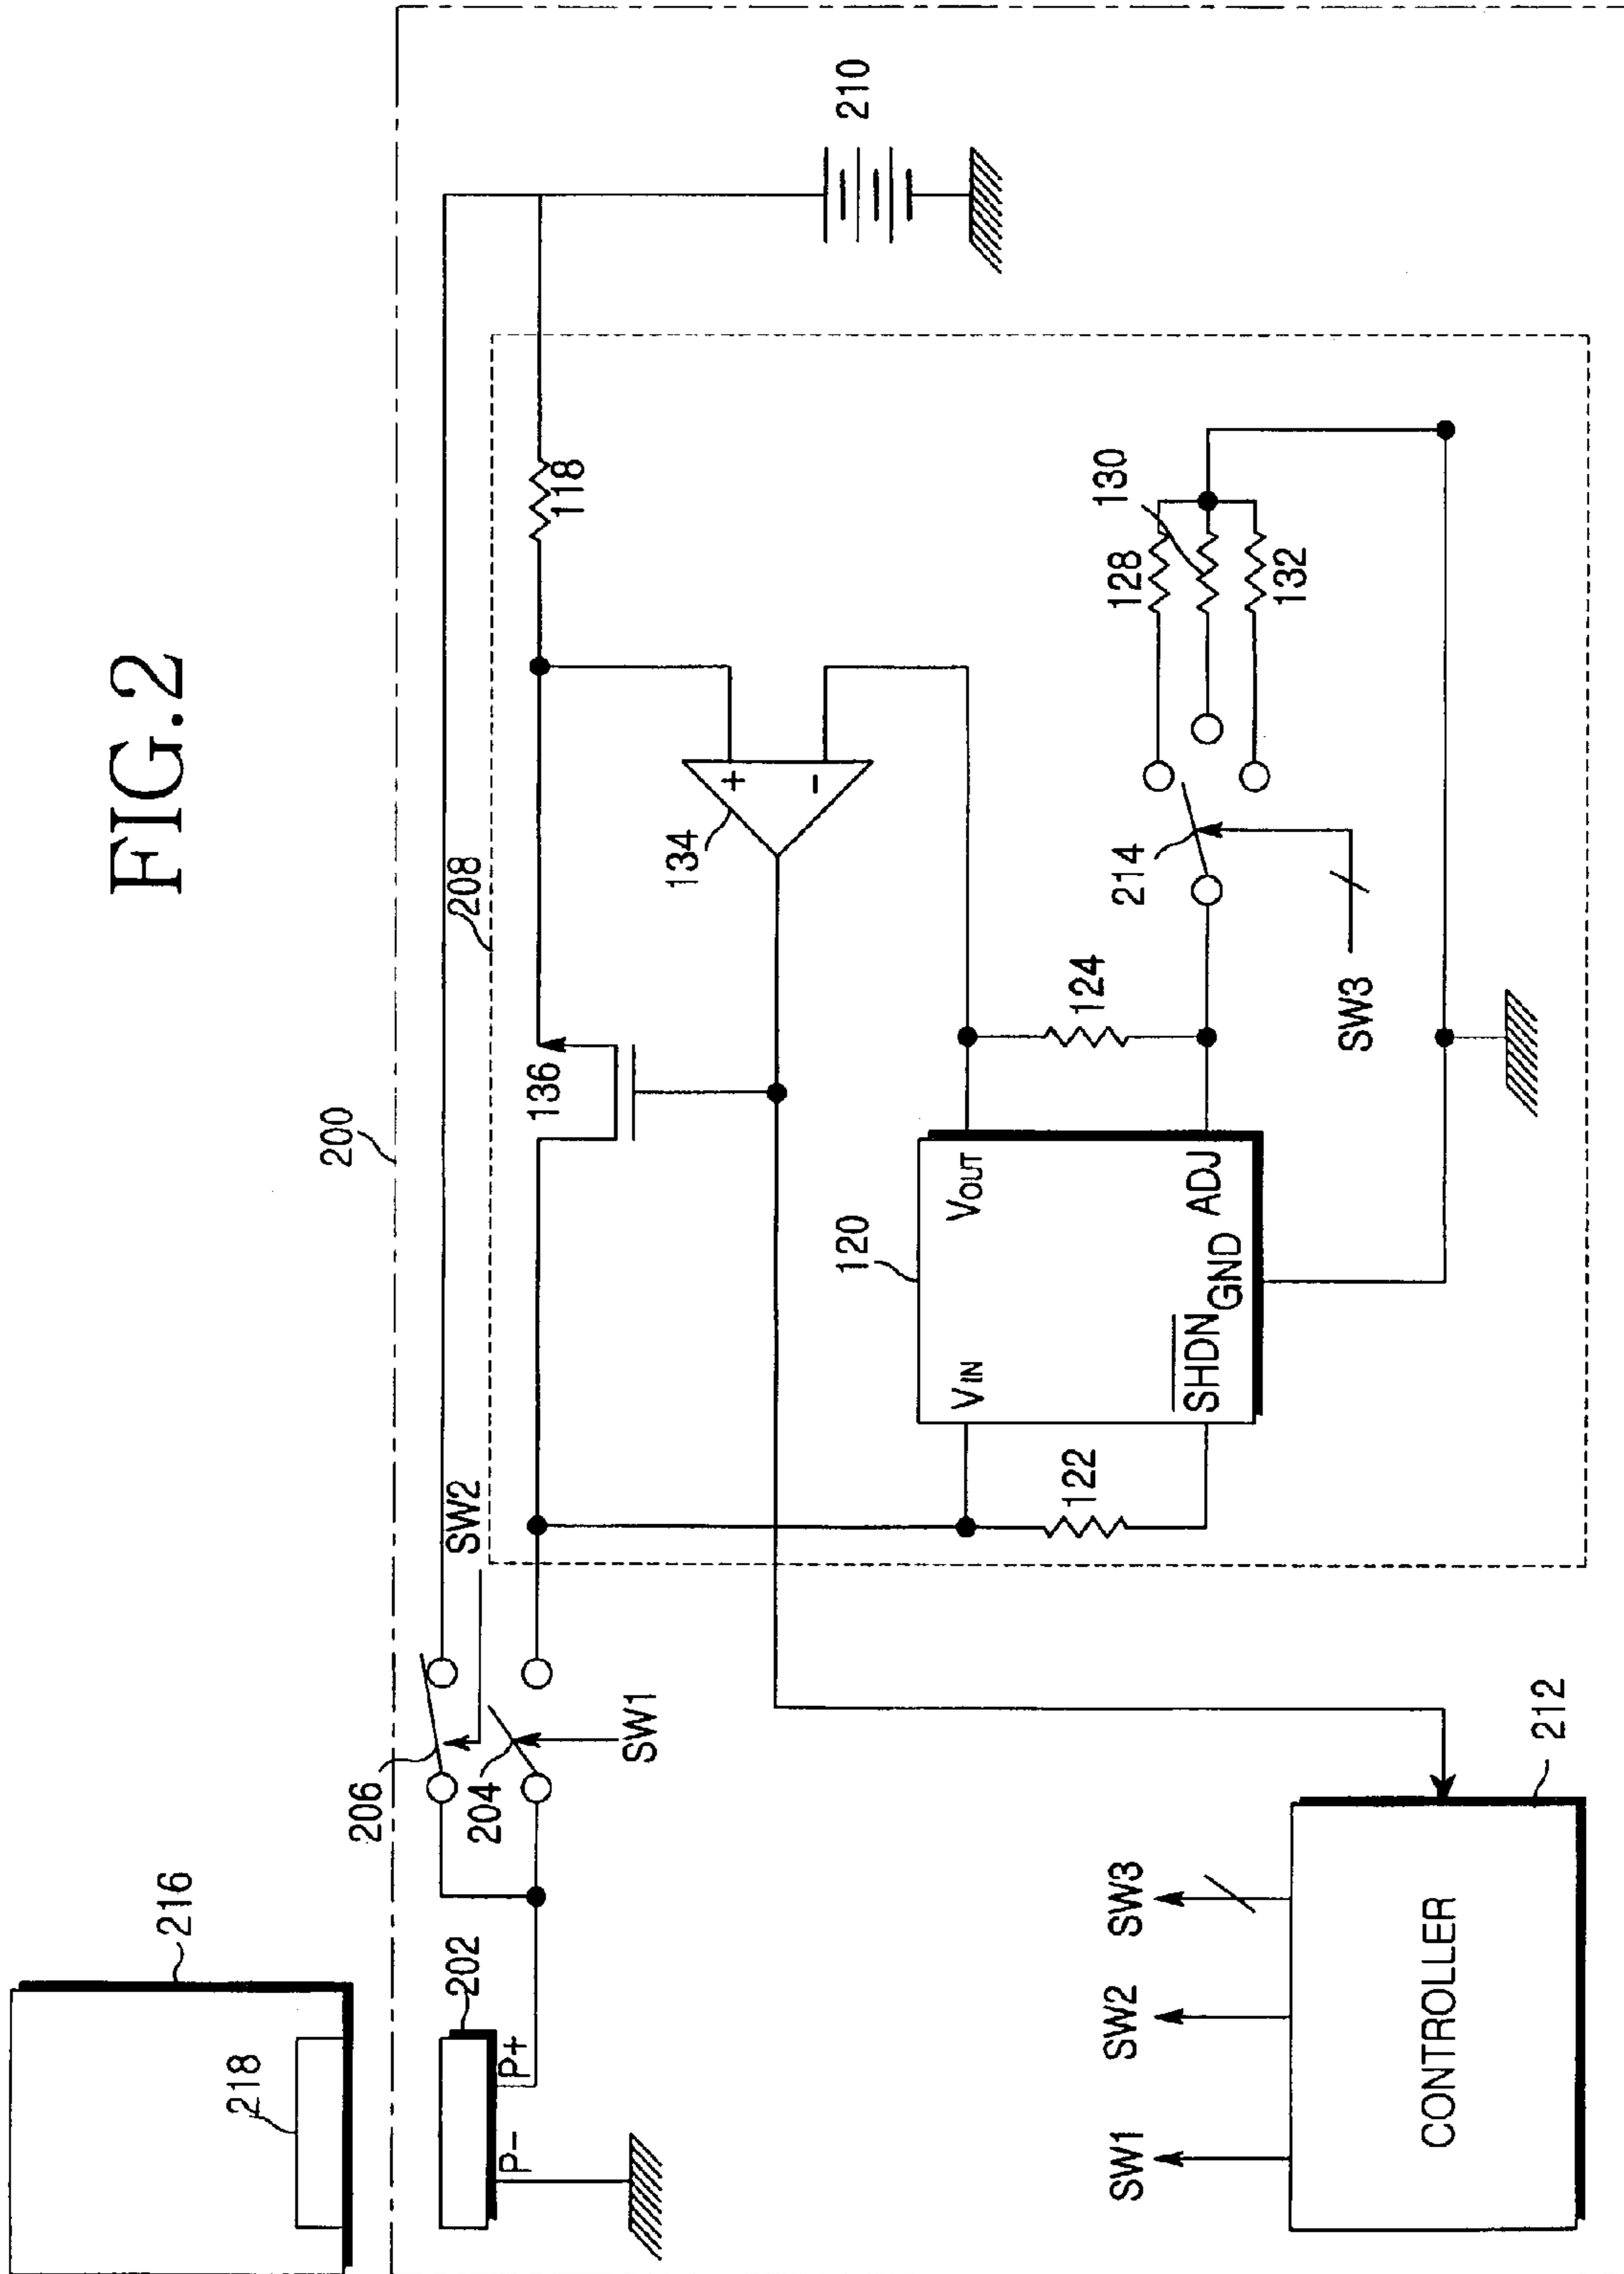 FIG.2
200
216
218
202
P-
P+
206
204
SW2
SW1
208
136
118
210
134
120
VIN
VOUT
SHDN
GND
ADJ
122
124
214
128
130
132
SW3
SW1
SW2
SW3
CONTROLLER
212